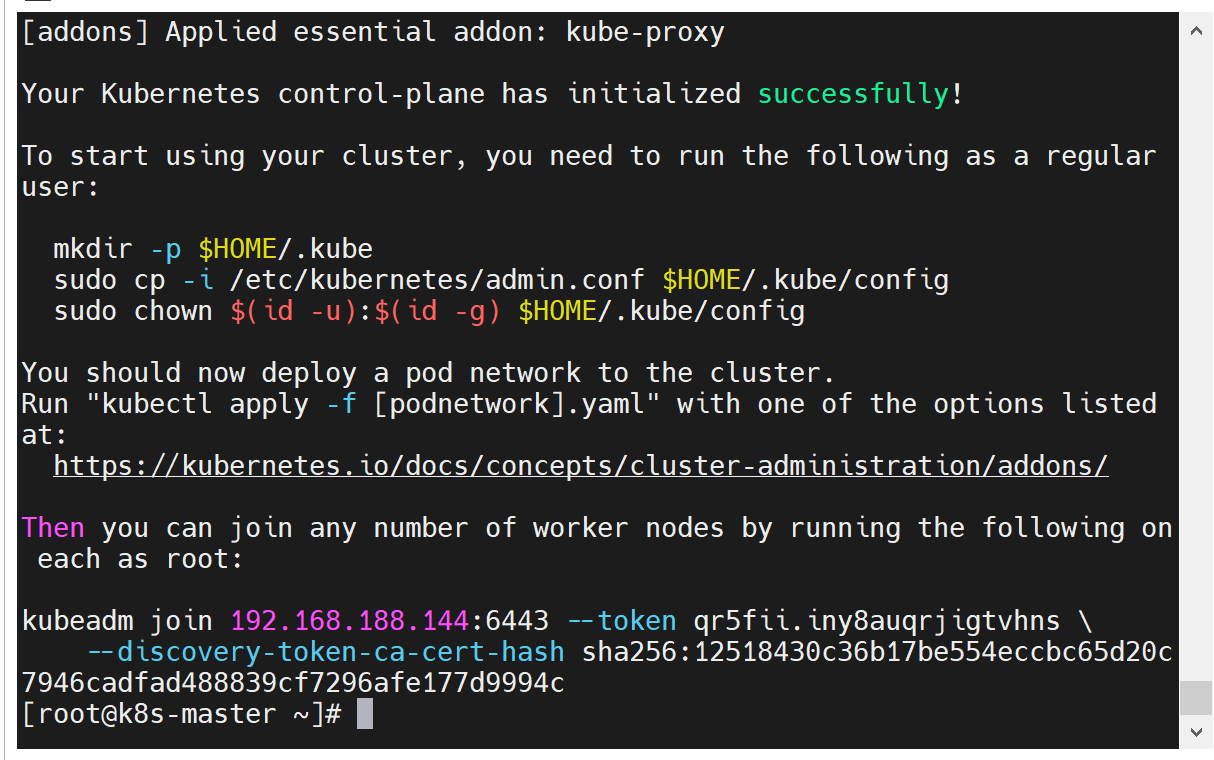 [addons] Applied essential addon: kube-proxy
Your Kubernetes control-plane has initialized successfully!
To start using your cluster, you need to run the following as a regular
user:
mkdir -p $HOME/.kube
sudo cp -i /etc/kubernetes/admin.conf $HOME/.kube/config
sudo chown $(id -u):$(id -g) $HOME/.kube/config
You should now deploy a pod network to the cluster.
Run "kubectl apply -f [podnetwork].yaml" with one of the options listed
at:
https://kubernetes.io/docs/concepts/cluster-administration/addons/
Then you can join any number of worker nodes by running the following on
each as root:
kubeadm join 192.168.188.144:6443 --token qr5fii.iny8auqrjigtvhns \
--discovery-token-ca-cert-hash sha256:12518430c36b17be554eccbc65d20c
7946cadfad488839cf7296afe177d9994c
[root@k8s-master ~]#